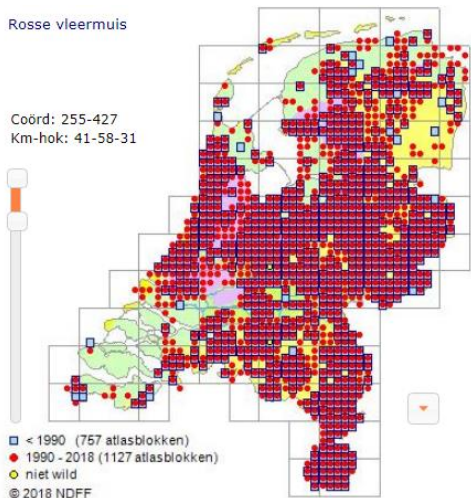 Rosse vleermuis
Coörd: 255-427
Km-hok: 41-58-31
< 1990 (757 atlasblokken)
1990 - 2018 (1127 atlasblokken)
niet wild
© 2018 NDFF